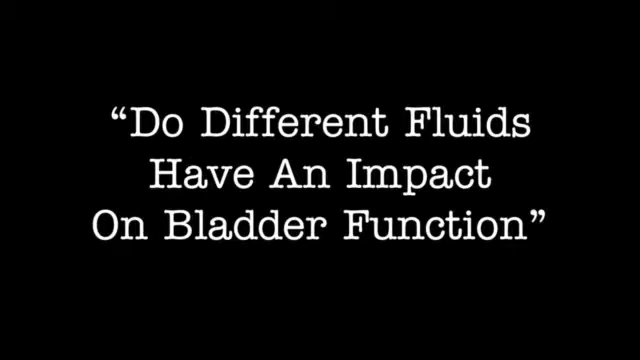 “Do Different Fluids
Have An Impact
On Bladder Function”